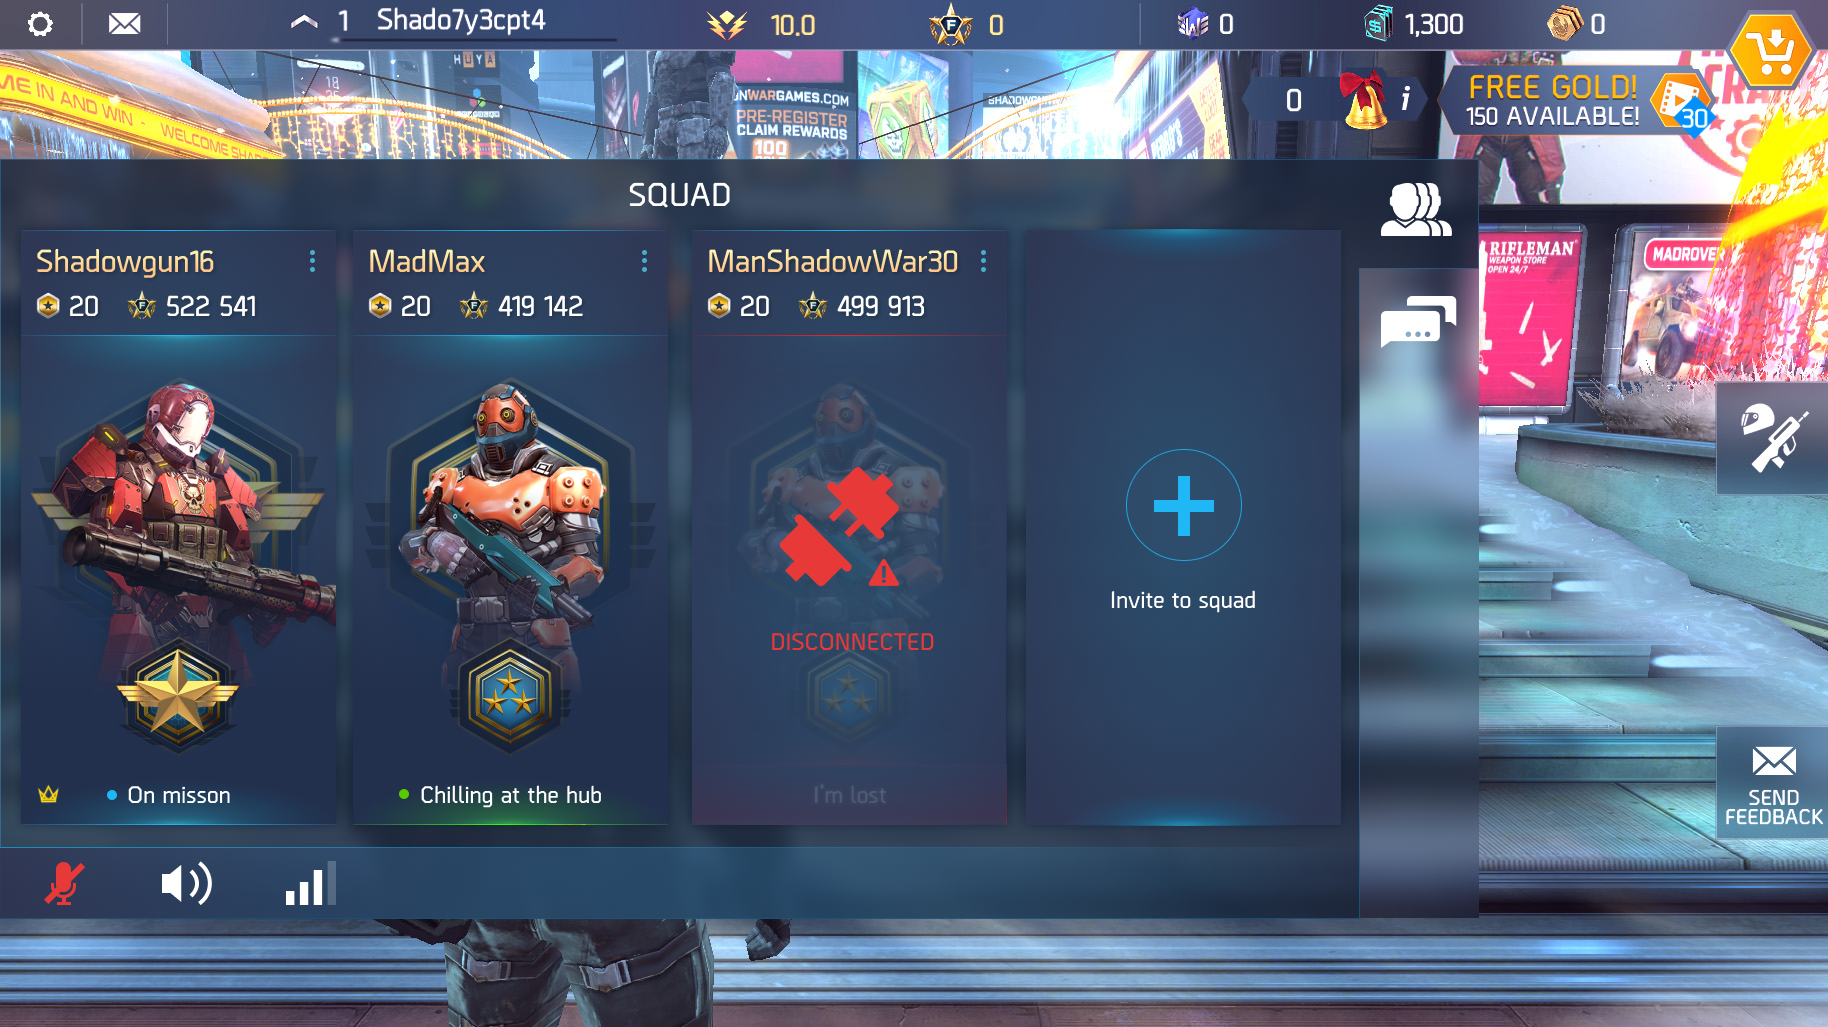 1 Shado7y3cpt4
10.0
0
0
1,300
0
HUYA
ME IN AND WIN - WELCOME
NWARGAMES.COM
PRE-REGISTER
CLAIM REWARDS
100
0
i
FREE GOLD!
150 AVAILABLE!
30
SQUAD
Shadowgun16
20 522 541
On misson
MadMax
20 419 142
Chilling at the hub
ManShadowWar30
20 499 913
DISCONNECTED
I'm lost
Invite to squad
RIFLEMAN
WEAPON STORE
OPEN 24/7
MADROVER
SEND
FEEDBACK